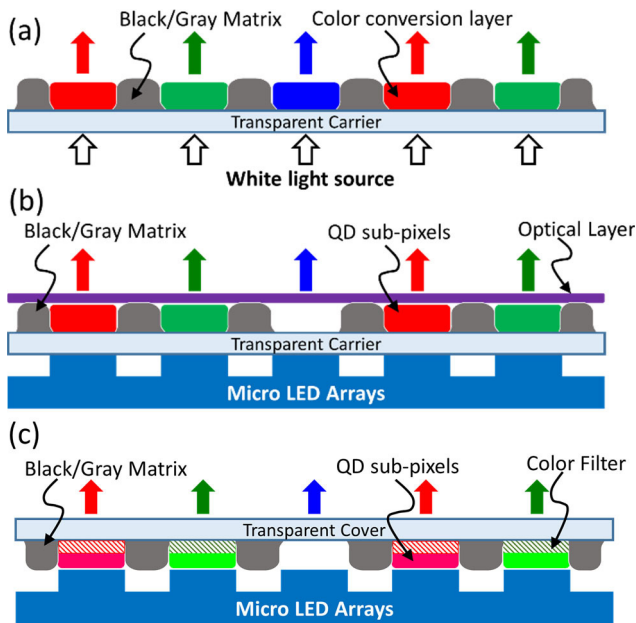 (a)
Black/Gray Matrix
Color conversion layer
Transparent Carrier
White light source
(b)
Black/Gray Matrix
QD sub-pixels
Optical Layer
Transparent Carrier
Micro LED Arrays
(c)
Black/Gray Matrix
QD sub-pixels
Color Filter
Transparent Cover
Micro LED Arrays